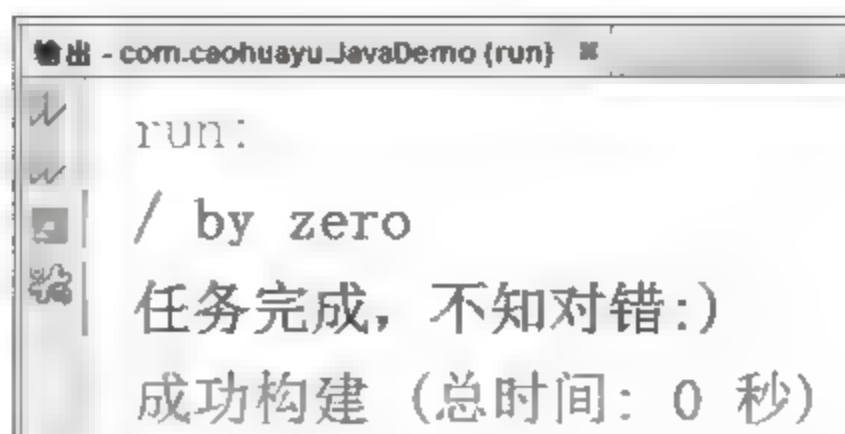 输出 - com.caohuayu.JavaDemo (run)
run:
/ by zero
任务完成，不知对错:)
成功构建 (总时间: 0 秒)